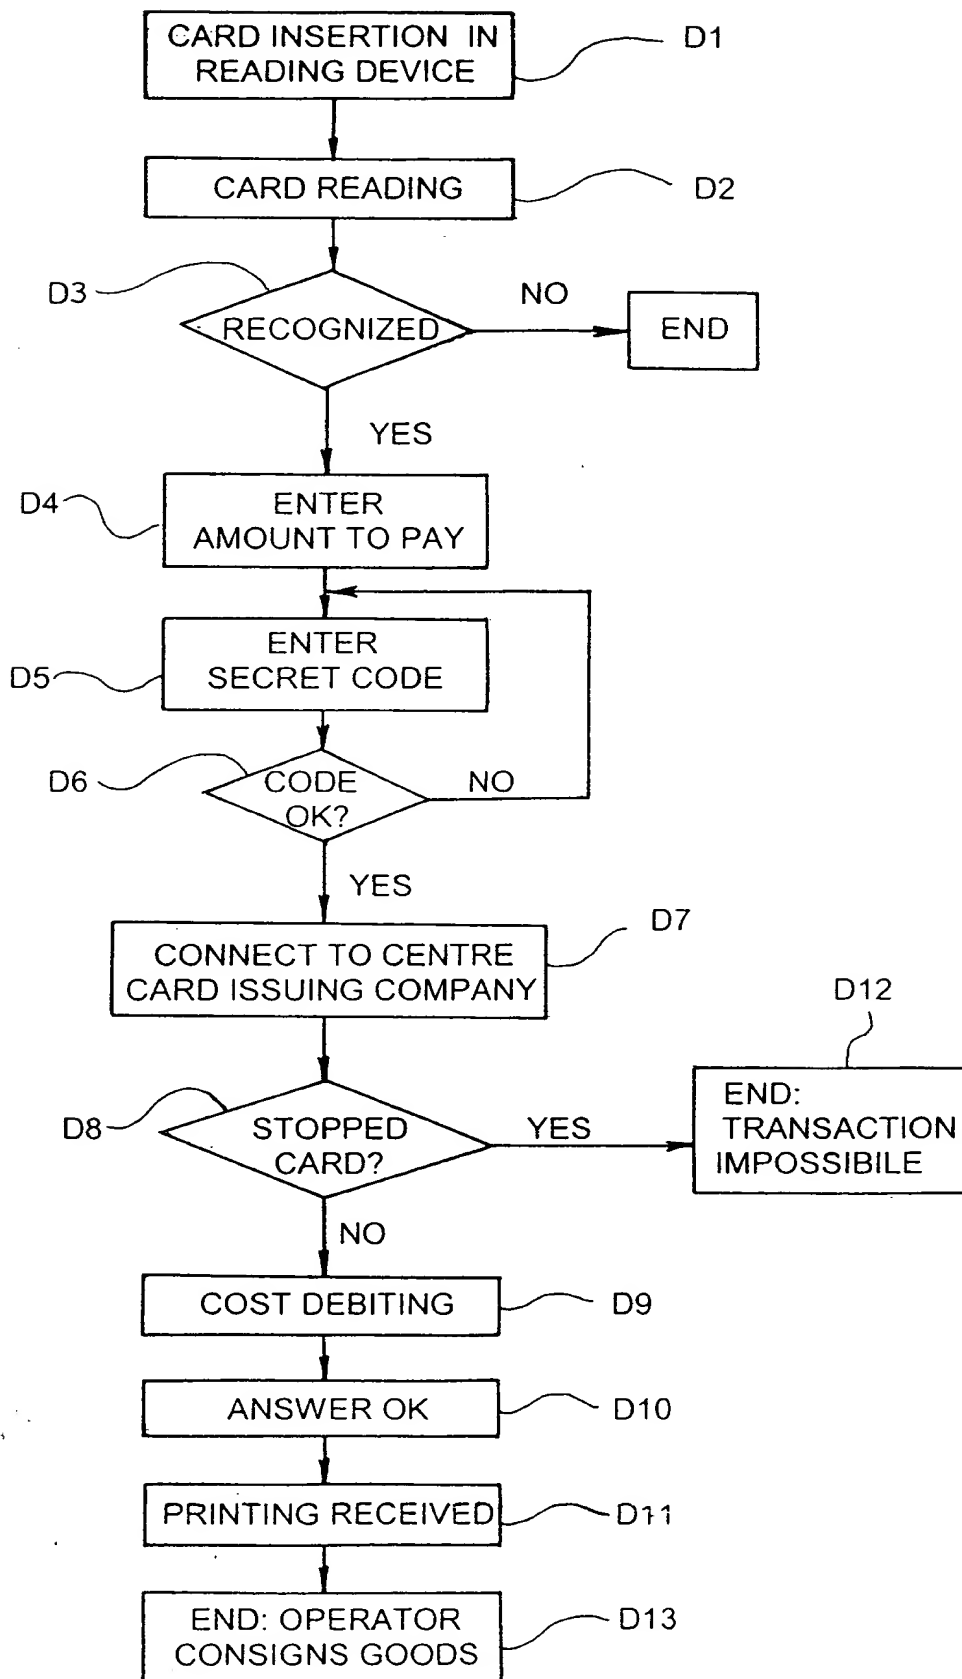 CARD INSERTION IN
READING DEVICE
D1
CARD READING
D2
D3
RECOGNIZED
NO
END
YES
D4
ENTER
AMOUNT TO PAY
D5
ENTER
SECRET CODE
D6
CODE
OK?
NO
YES
D7
CONNECT TO CENTRE
CARD ISSUING COMPANY
D12
D8
STOPPED
CARD?
YES
END:
TRANSACTION
IMPOSSIBILE
NO
COST DEBITING
D9
ANSWER OK
D10
PRINTING RECEIVED
D11
END: OPERATOR
CONSIGNS GOODS
D13